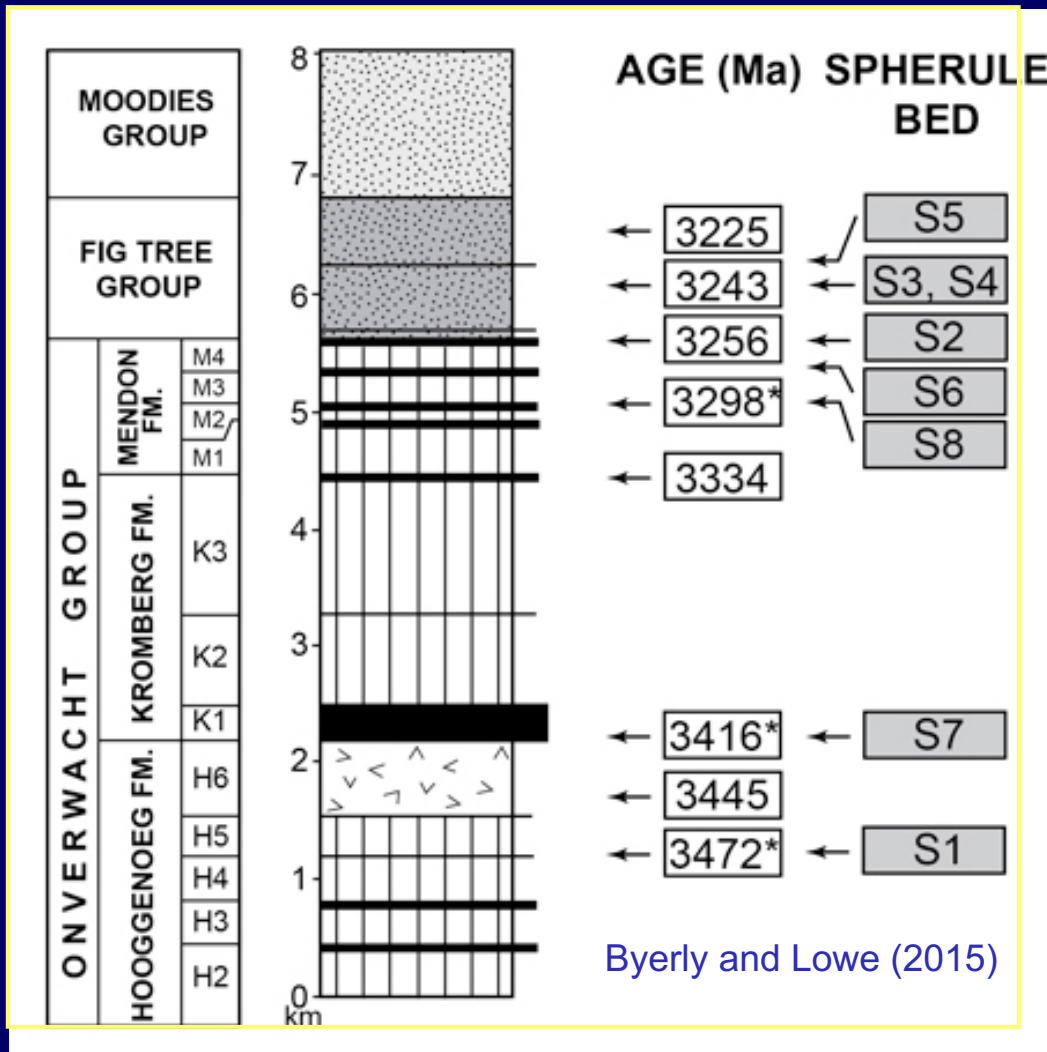 MOODIES
GROUP
FIG TREE
GROUP
ONVERWACHT GROUP
MENDON
FM.
M4
M3
M2
M1
KROMBERG FM.
K3
K2
K1
HOOGGENOEG FM.
H6
H5
H4
H3
H2
8
7
6
5
4
3
2
1
0
km
AGE (Ma)
3225
3243
3256
3298*
3334
3416*
3445
3472*
SPHERULE
BED
S5
S3, S4
S2
S6
S8
S7
S1
Byerly and Lowe (2015)